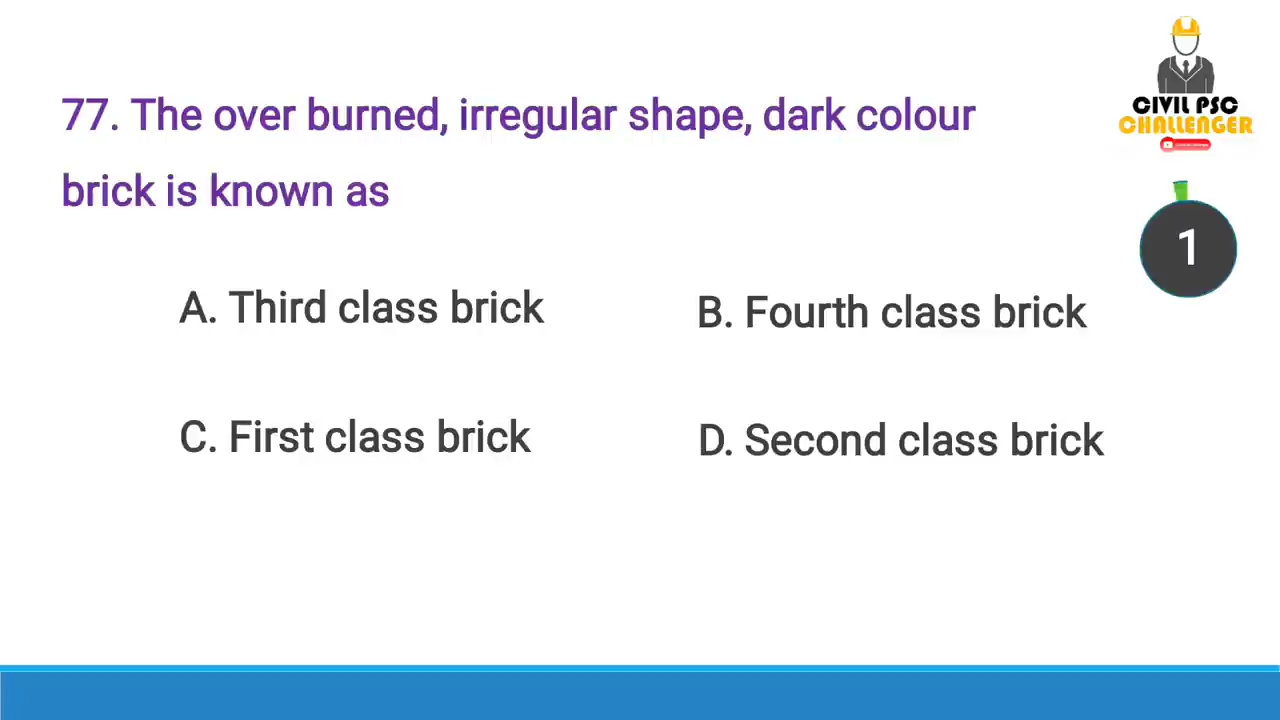 CIVIL PSC
CHALLENGER
77. The over burned, irregular shape, dark colour
brick is known as
1
A. Third class brick
B. Fourth class brick
C. First class brick
D. Second class brick